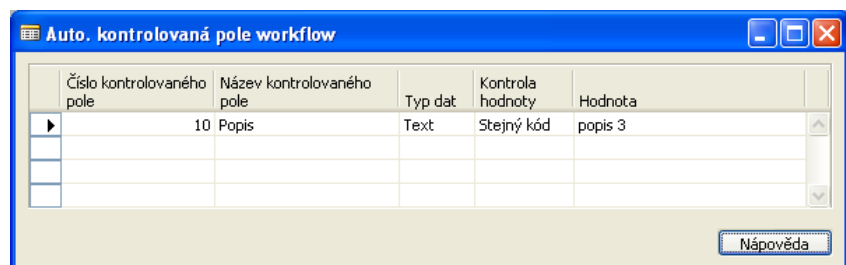 Auto. kontrolovaná pole workflow
Číslo kontrolovaného pole Název kontrolovaného pole Typ dat Kontrola hodnoty Hodnota
10 Popis Text Stejný kód popis 3
Nápověda